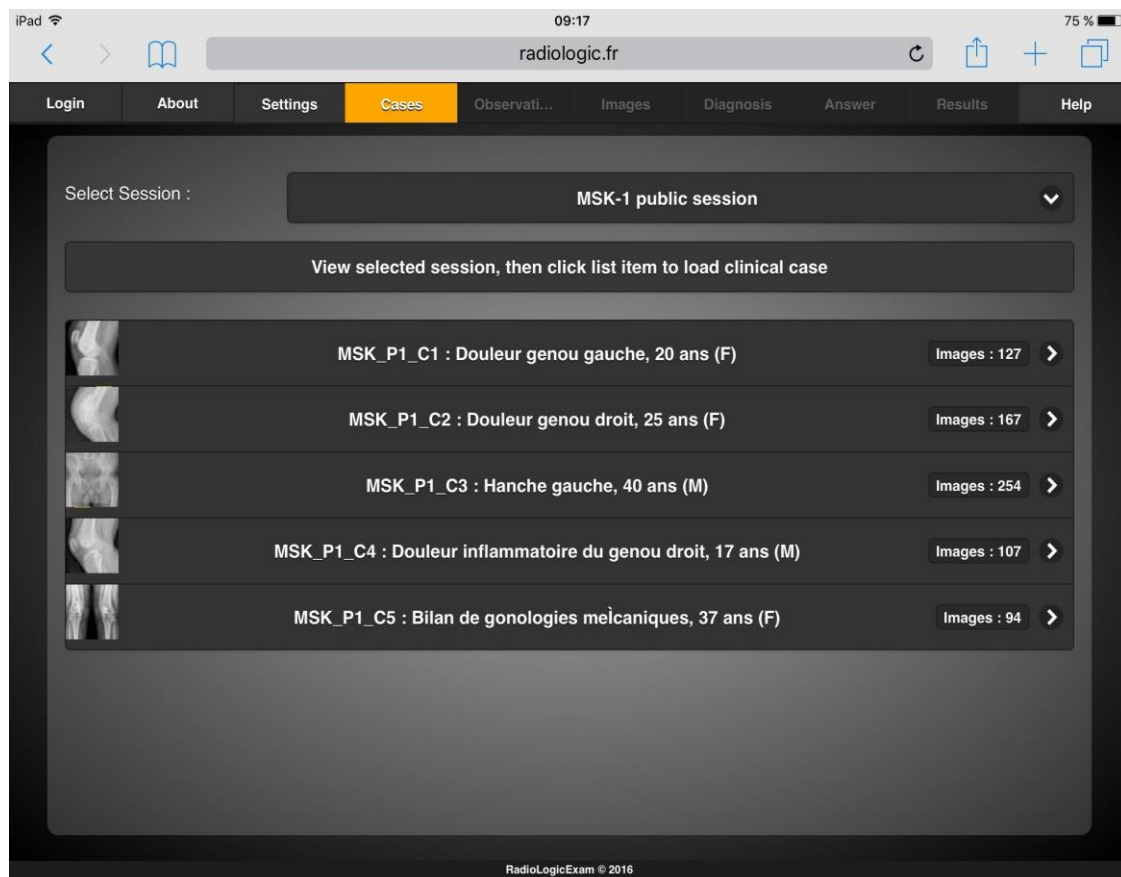 iPad 09:17 75 %
radiologic.fr
Login About Settings Cases Observati... Images Diagnosis Answer Results Help
Select Session : MSK-1 public session
View selected session, then click list item to load clinical case
MSK_P1_C1 : Douleur genou gauche, 20 ans (F) Images : 127
MSK_P1_C2 : Douleur genou droit, 25 ans (F) Images : 167
MSK_P1_C3 : Hanche gauche, 40 ans (M) Images : 254
MSK_P1_C4 : Douleur inflammatoire du genou droit, 17 ans (M) Images : 107
MSK_P1_C5 : Bilan de gonologies meÌcaniques, 37 ans (F) Images : 94
RadioLogicExam © 2016